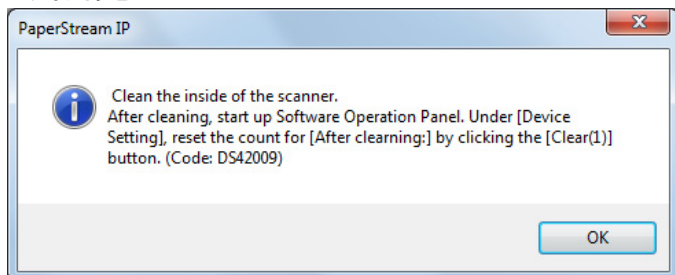 PaperStream IP
Clean the inside of the scanner.
After cleaning, start up Software Operation Panel. Under [Device
Setting], reset the count for [After clearning:] by clicking the [Clear(1)]
button. (Code: DS42009)
OK